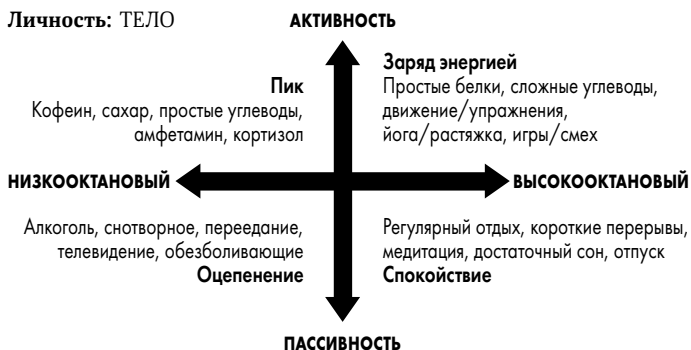 Личность: ТЕЛО
АКТИВНОСТЬ
Пик
Кофеин, сахар, простые углеводы,
амфетамин, кортизол
Заряд энергией
Простые белки, сложные углеводы,
движение/упражнения,
йога/растяжка, игры/смех
НИЗКООКТАНОВЫЙ
ВЫСОКООКТАНОВЫЙ
Алкоголь, снотворное, переедание,
телевидение, обезболивающие
Оцепенение
Регулярный отдых, короткие перерывы,
медитация, достаточный сон, отпуск
Спокойствие
ПАССИВНОСТЬ